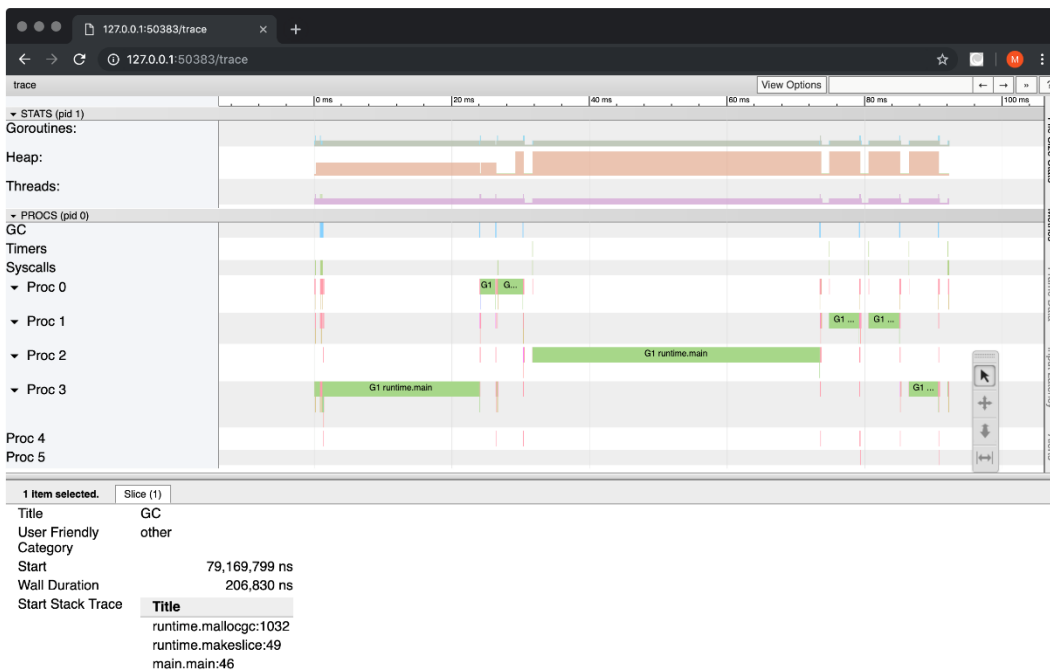 127.0.0.1:50383/trace × +
127.0.0.1:50383/trace M
trace View Options ← → » ?
0 ms 20 ms 40 ms 60 ms 80 ms 100 ms
STATS (pid 1)
Goroutines:
Heap:
Threads:
PROCS (pid 0)
GC
Timers
Syscalls
Proc 0 G1 G...
Proc 1 G1 ... G1 ...
Proc 2 G1 runtime.main
Proc 3 G1 runtime.main G1 ...
Proc 4
Proc 5
1 item selected. Slice (1)
Title GC
User Friendly other
Category
Start 79,169,799 ns
Wall Duration 206,830 ns
Start Stack Trace Title
runtime.mallocgc:1032
runtime.makeslice:49
main.main:46